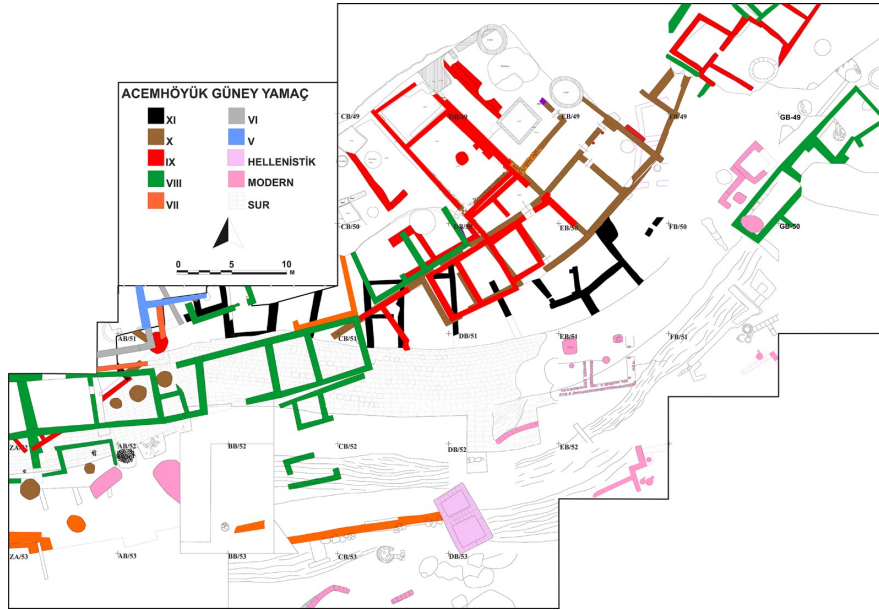 ACEMHÖYÜK GÜNEY YAMAÇ
XI
X
IX
VIII
VII
VI
V
HELLENİSTİK
MODERN
SUR
0 5 10
M
CB/49
DB/49
EB/49
FB/49
GB-49
CB/50
DB/50
EB/50
FB/50
GB-50
AB/51
CB/51
DB/51
EB/51
FB/51
ZA/52
AB/52
BB/52
CB/52
DB/52
EB/52
ZA/53
AB/53
BB/53
CB/53
DB/53